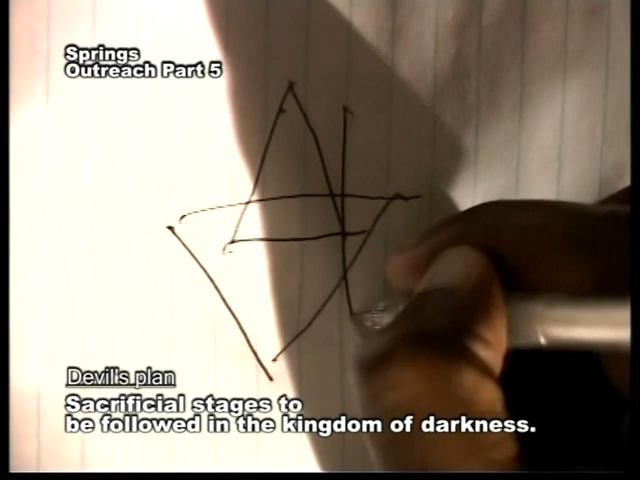 Springs
Outreach Part 5
Devil's plan
Sacrificial stages to
be followed in the kingdom of darkness.